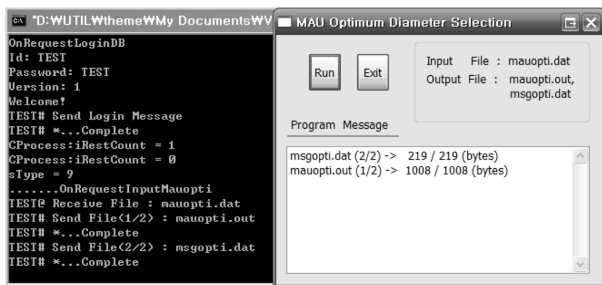 "D:₩UTIL₩theme₩My Documents₩V
OnRequestLoginDB
Id: TEST
Password: TEST
Version: 1
Welcome!
TEST# Send Login Message
TEST# *...Complete
CProcess:iRestCount = 1
CProcess:iRestCount = 0
sType = 9
.......OnRequestInputMauopti
TEST@ Receive File : mauopti.dat
TEST# Send File(1/2) : mauopti.out
TEST# *...Complete
TEST# Send File(2/2) : msgopti.dat
TEST# *...Complete
MAU Optimum Diameter Selection
Run
Exit
Input File : mauopti.dat
Output File : mauopti.out,
msgopti.dat
Program Message
msgopti.dat (2/2) -> 219 / 219 (bytes)
mauopti.out (1/2) -> 1008 / 1008 (bytes)